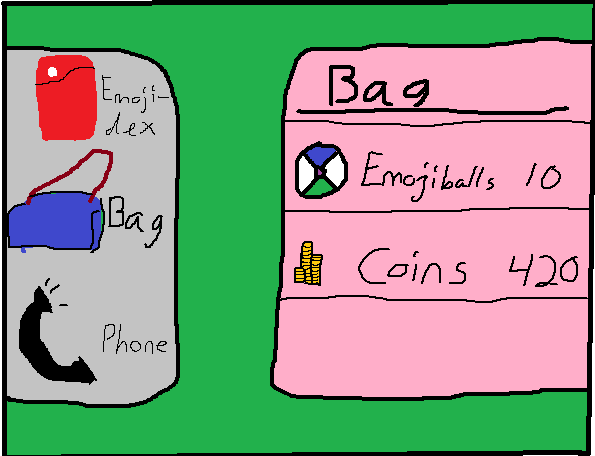 Emoji-
dex
Bag
Phone
Bag
Emojiballs 10
Coins 420